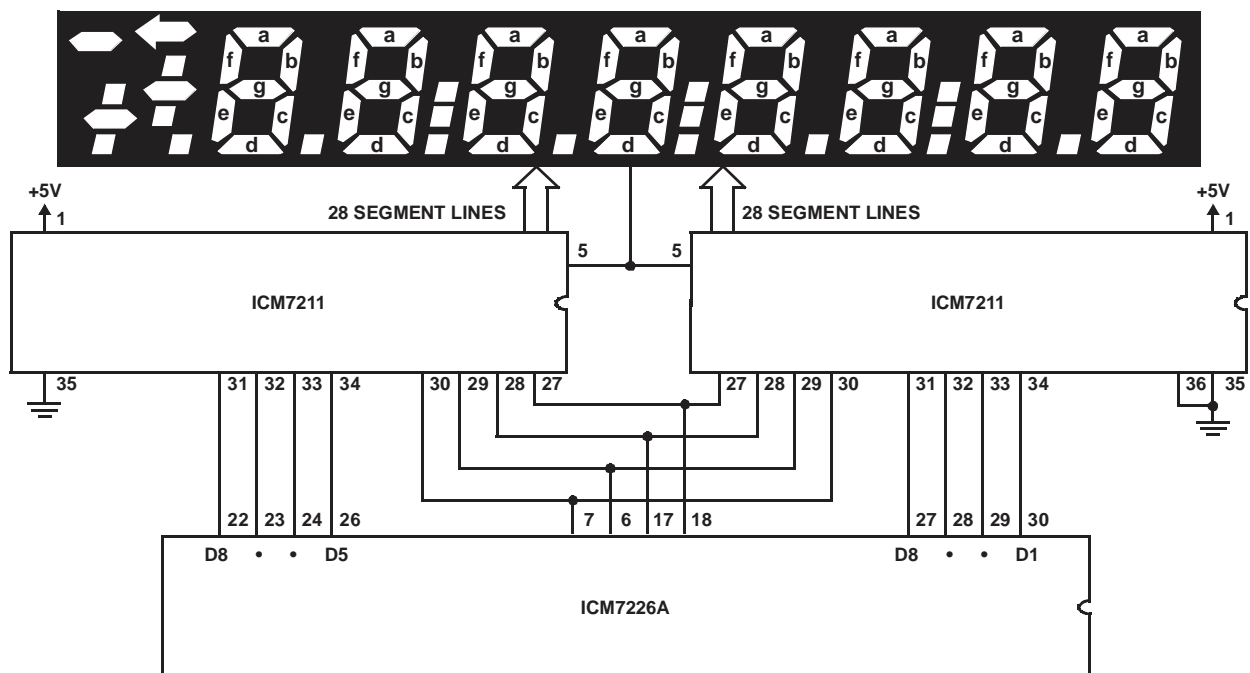 a a a a a a a a
f b f b f b f b f b f b f b f b
g g g g g g g g
e c e c e c e c e c e c e c e c
d d d d d d d d
+5V +5V
1 28 SEGMENT LINES 28 SEGMENT LINES 1
5 5
ICM7211 ICM7211
35 31 32 33 34 30 29 28 27 27 28 29 30 31 32 33 34 36 35
22 23 24 26 7 6 17 18 27 28 29 30
D8 • • D5 D8 • • D1
ICM7226A